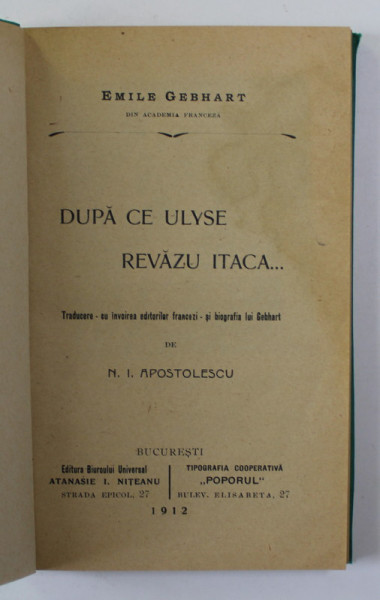 EMILE GEBHART
DIN ACADEMIA FRANCEZĂ
DUPĂ CE ULYSE
REVĂZU ITACA...
Traducere - cu învoirea editorilor francezi - și biografia lui Gebhart
DE
N. I. APOSTOLESCU
BUCUREȘTI
Editura Biuroului Universal
ATANASIE I. NIȚEANU
STRADA EPICOL, 27
TIPOGRAFIA COOPERATIVĂ
„POPORUL"
BULEV. ELISABETA, 27
1912